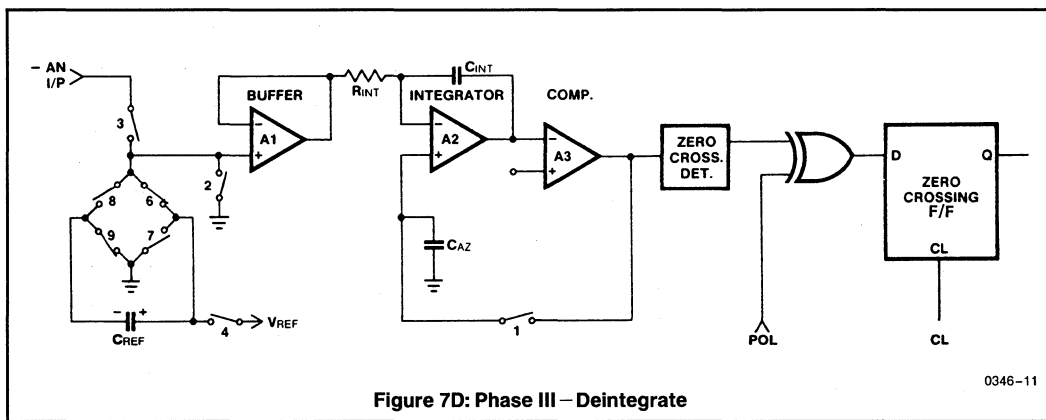 − AN
I/P
3
8
6
9
7
2
− +
CREF
4
VREF
BUFFER
−
A1
+
RINT
CINT
INTEGRATOR
−
A2
+
CAZ
1
COMP.
−
A3
+
ZERO
CROSS.
DET.
POL
D
Q
ZERO
CROSSING
F/F
CL
CL
0346–11
Figure 7D: Phase III—Deintegrate